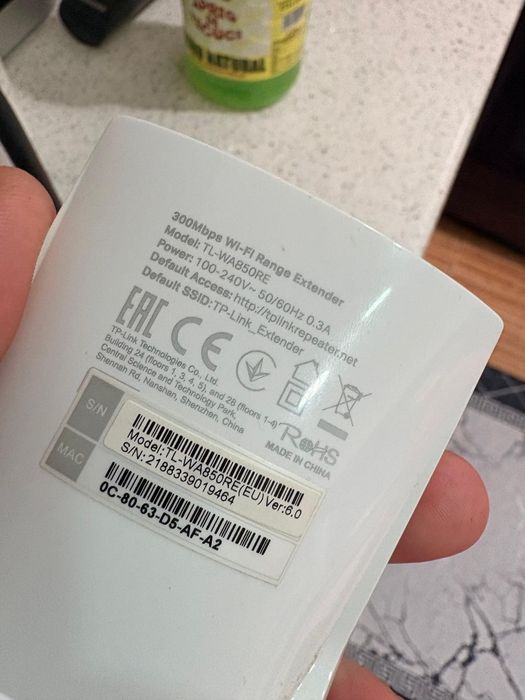 NATURAL
300Mbps Wi-Fi Range Extender
Model: TL-WA850RE
Power: 100-240V~ 50/60Hz 0.3A
Default Access: http://tplinkrepeater.net
Default SSID: TP-Link_Extender
EAC CE
TP-Link Technologies Co., Ltd.
Building 24 (floors 1, 3, 4, 5), and 28 (floors 1-4)
Central Science and Technology Park,
Shennan Rd, Nanshan, Shenzhen, China
RoHS
MADE IN CHINA
S/N
Model: TL-WA850RE(EU) Ver:6.0
S/N: 2188339019464
MAC
0C-80-63-D5-AF-A2